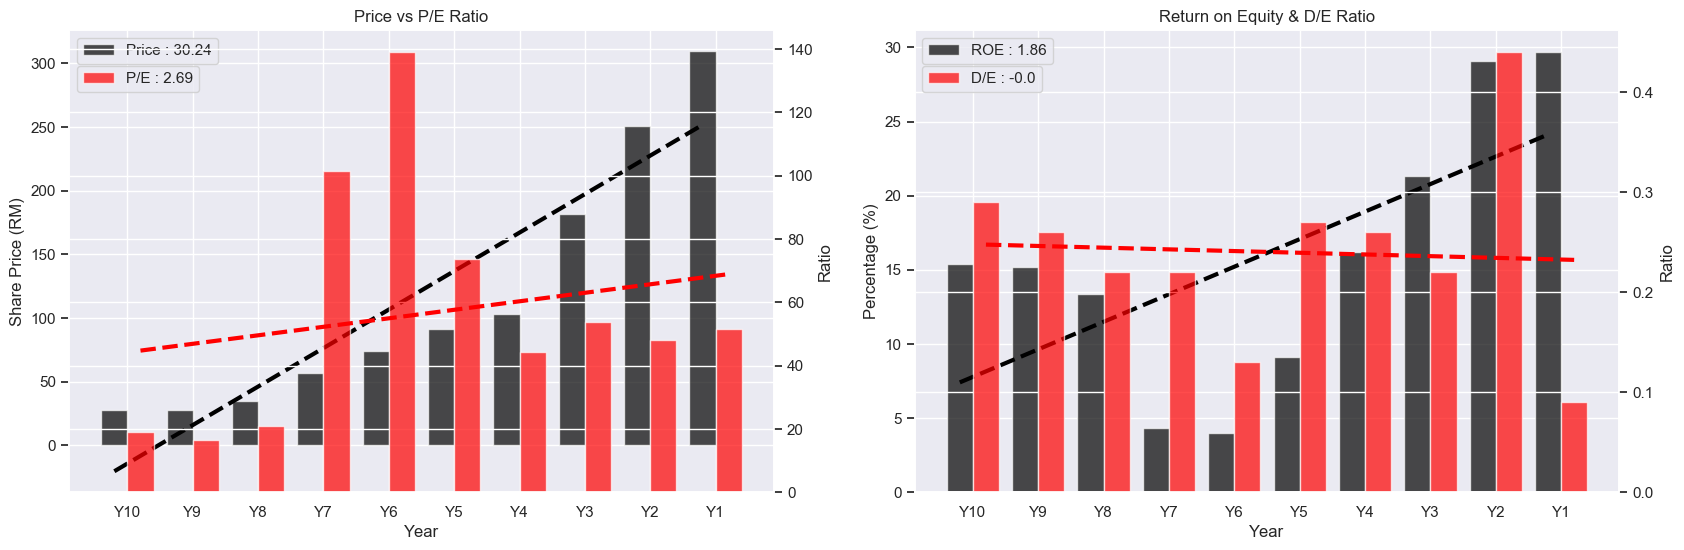 Price vs P/E Ratio
Price : 30.24
P/E : 2.69
Share Price (RM)
300
250
200
150
100
50
0
140
120
100
80
60
40
20
0
Ratio
Y10 Y9 Y8 Y7 Y6 Y5 Y4 Y3 Y2 Y1
Year
Return on Equity & D/E Ratio
ROE : 1.86
D/E : -0.0
Percentage (%)
30
25
20
15
10
5
0
0.4
0.3
0.2
0.1
0.0
Ratio
Y10 Y9 Y8 Y7 Y6 Y5 Y4 Y3 Y2 Y1
Year